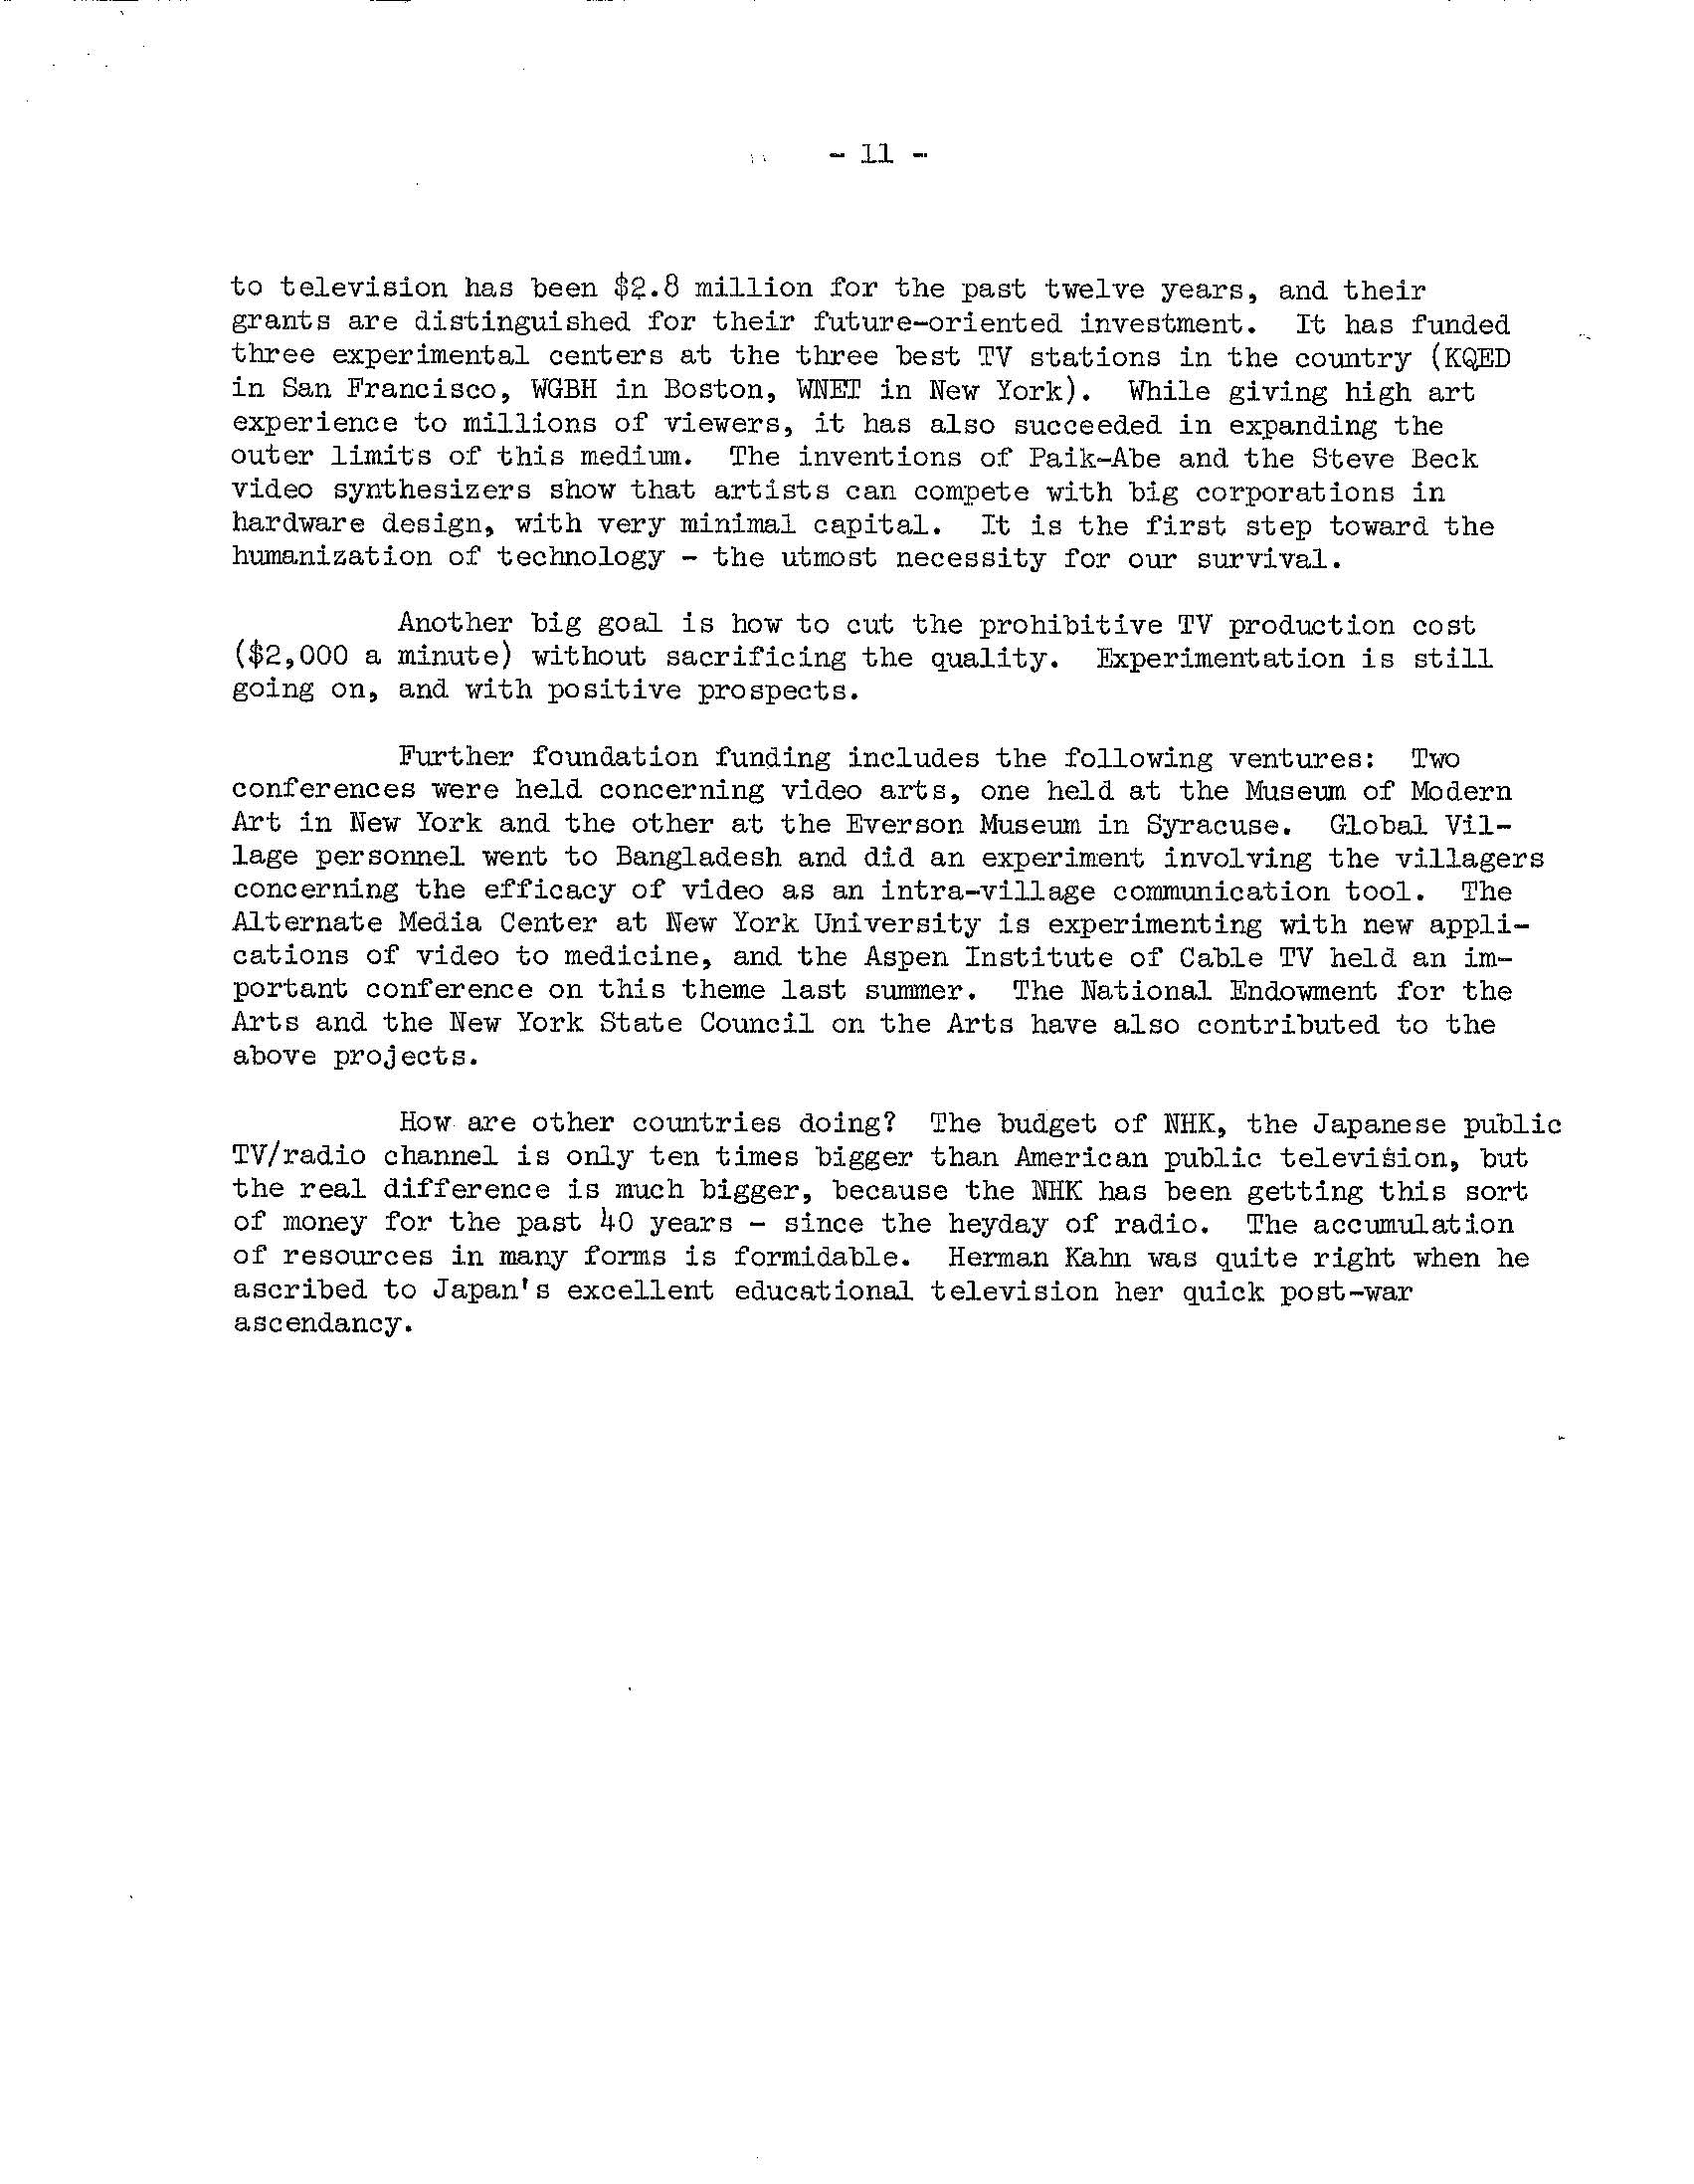 - 11 -
to television has been $2.8 million for the past twelve years, and their
grants are distinguished for their future-oriented investment. It has funded
three experimental centers at the three best TV stations in the country (KQED
in San Francisco, WGBH in Boston, WNET in New York). While giving high art
experience to millions of viewers, it has also succeeded in expanding the
outer limits of this medium. The inventions of Paik-Abe and the Steve Beck
video synthesizers show that artists can compete with big corporations in
hardware design, with very minimal capital. It is the first step toward the
humanization of technology - the utmost necessity for our survival.
Another big goal is how to cut the prohibitive TV production cost
($2,000 a minute) without sacrificing the quality. Experimentation is still
going on, and with positive prospects.
Further foundation funding includes the following ventures: Two
conferences were held concerning video arts, one held at the Museum of Modern
Art in New York and the other at the Everson Museum in Syracuse. Global Vil-
lage personnel went to Bangladesh and did an experiment involving the villagers
concerning the efficacy of video as an intra-village communication tool. The
Alternate Media Center at New York University is experimenting with new appli-
cations of video to medicine, and the Aspen Institute of Cable TV held an im-
portant conference on this theme last summer. The National Endowment for the
Arts and the New York State Council on the Arts have also contributed to the
above projects.
How are other countries doing? The budget of NHK, the Japanese public
TV/radio channel is only ten times bigger than American public television, but
the real difference is much bigger, because the NHK has been getting this sort
of money for the past 40 years - since the heyday of radio. The accumulation
of resources in many forms is formidable. Herman Kahn was quite right when he
ascribed to Japan's excellent educational television her quick post-war
ascendancy.